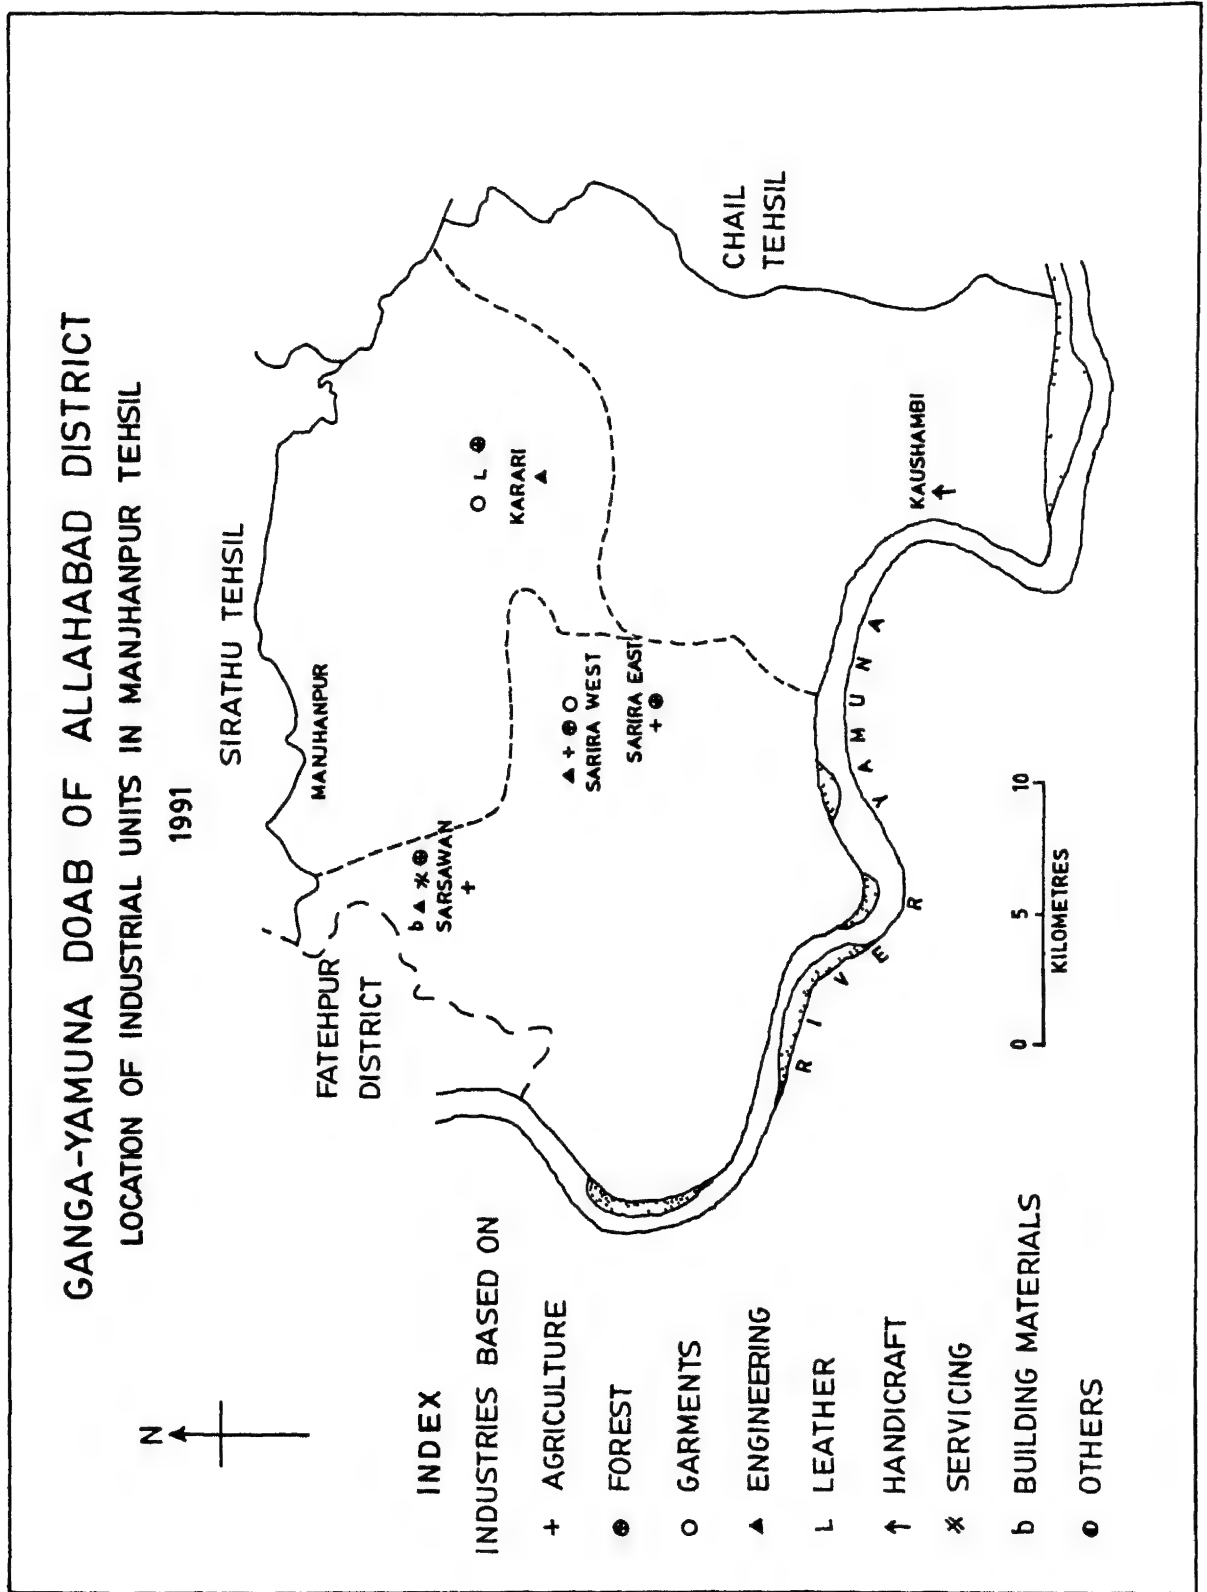 GANGA-YAMUNA DOAB OF ALLAHABAD DISTRICT
LOCATION OF INDUSTRIAL UNITS IN MANJHANPUR TEHSIL
1991
N
SIRATHU TEHSIL
MANJHANPUR
FATEHPUR
DISTRICT
b
SARSAWAN
+
L
KARARI
+
SARIRA WEST
SARIRA EAST
+
CHAIL
TEHSIL
KAUSHAMBI
RIVER YAMUNA
0 5 10
KILOMETRES
INDEX
INDUSTRIES BASED ON
+ AGRICULTURE
FOREST
GARMENTS
ENGINEERING
L LEATHER
HANDICRAFT
SERVICING
b BUILDING MATERIALS
OTHERS